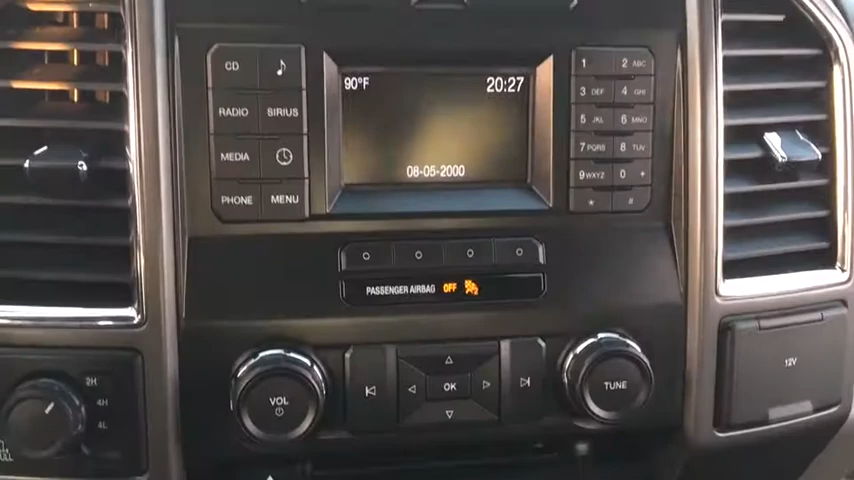 CD
RADIO SIRIUS
MEDIA
PHONE MENU
90°F 20:27
08-05-2000
1 2 ABC
3 DEF 4 GHI
5 JKL 6 MNO
7 PQRS 8 TUV
9 WXYZ 0 +
* #
PASSENGER AIRBAG OFF
VOL
OK
TUNE
12V
2H
4H
4L